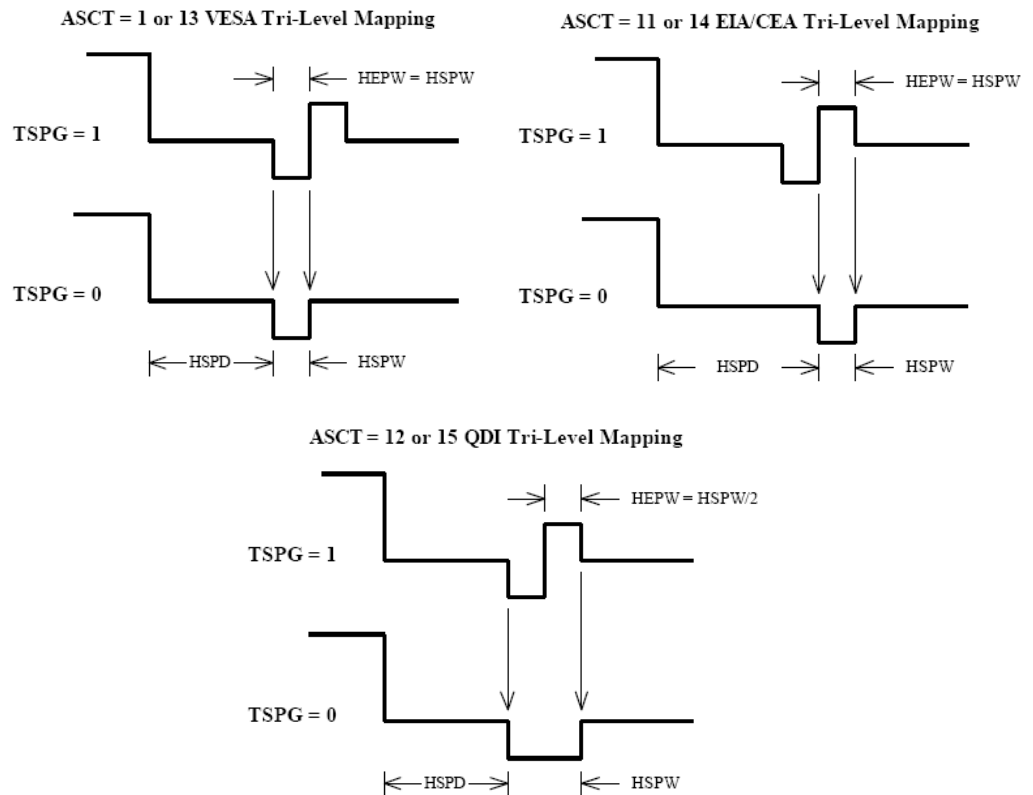 ASCT = 1 or 13 VESA Tri-Level Mapping
HEPW = HSPW
TSPG = 1
TSPG = 0
HSPD
HSPW
ASCT = 11 or 14 EIA/CEA Tri-Level Mapping
HEPW = HSPW
TSPG = 1
TSPG = 0
HSPD
HSPW
ASCT = 12 or 15 QDI Tri-Level Mapping
HEPW = HSPW/2
TSPG = 1
TSPG = 0
HSPD
HSPW